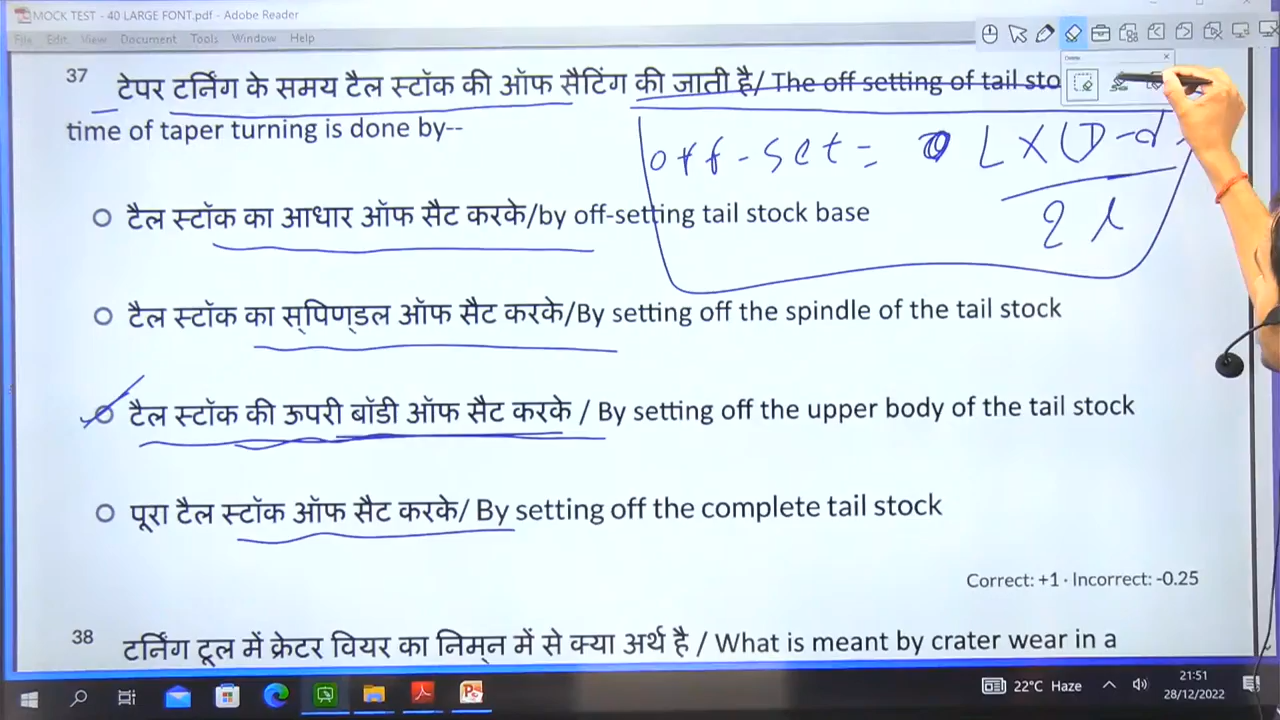 MOCK TEST - 40 LARGE FONT.pdf - Adobe Reader
File Edit View Document Tools Window Help
37 टेपर टर्निंग के समय टैल स्टॉक की ऑफ सैटिंग की जाती है/ The off setting of tail sto
time of taper turning is done by--
off-set = L X (D-d
2 l
टैल स्टॉक का आधार ऑफ सैट करके/by off-setting tail stock base
टैल स्टॉक का स्पिण्डल ऑफ सैट करके/By setting off the spindle of the tail stock
टैल स्टॉक की ऊपरी बॉडी ऑफ सैट करके / By setting off the upper body of the tail stock
पूरा टैल स्टॉक ऑफ सैट करके/ By setting off the complete tail stock
Correct: +1 · Incorrect: -0.25
38 टर्निंग टूल में क्रेटर वियर का निम्न में से क्या अर्थ है / What is meant by crater wear in a
22°C Haze
21:51
28/12/2022